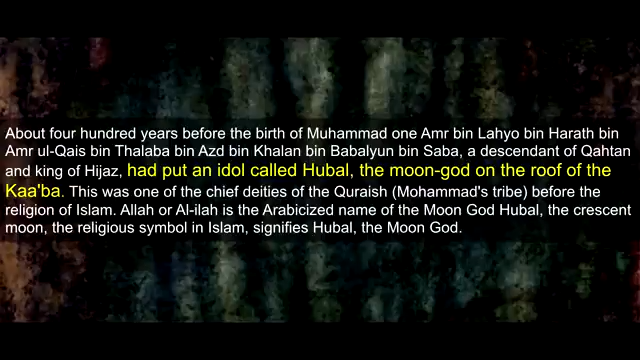 About four hundred years before the birth of Muhammad one Amr bin Lahyo bin Harath bin
Amr ul-Qais bin Thalaba bin Azd bin Khalan bin Babalyun bin Saba, a descendant of Qahtan
and king of Hijaz, had put an idol called Hubal, the moon-god on the roof of the
Kaa'ba. This was one of the chief deities of the Quraish (Mohammad's tribe) before the
religion of Islam. Allah or Al-ilah is the Arabicized name of the Moon God Hubal, the crescent
moon, the religious symbol in Islam, signifies Hubal, the Moon God.